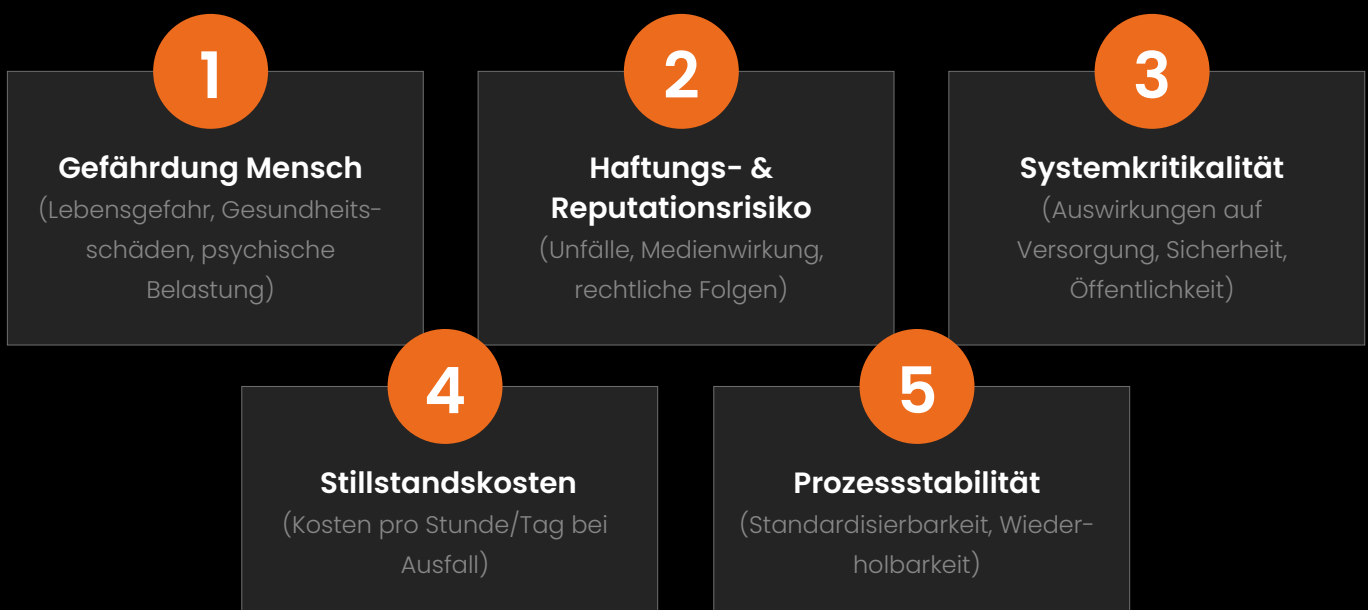 1
Gefährdung Mensch
(Lebensgefahr, Gesundheits-
schäden, psychische
Belastung)
2
Haftungs- &
Reputationsrisiko
(Unfälle, Medienwirkung,
rechtliche Folgen)
3
Systemkritikalität
(Auswirkungen auf
Versorgung, Sicherheit,
Öffentlichkeit)
4
Stillstandskosten
(Kosten pro Stunde/Tag bei
Ausfall)
5
Prozessstabilität
(Standardisierbarkeit, Wieder-
holbarkeit)